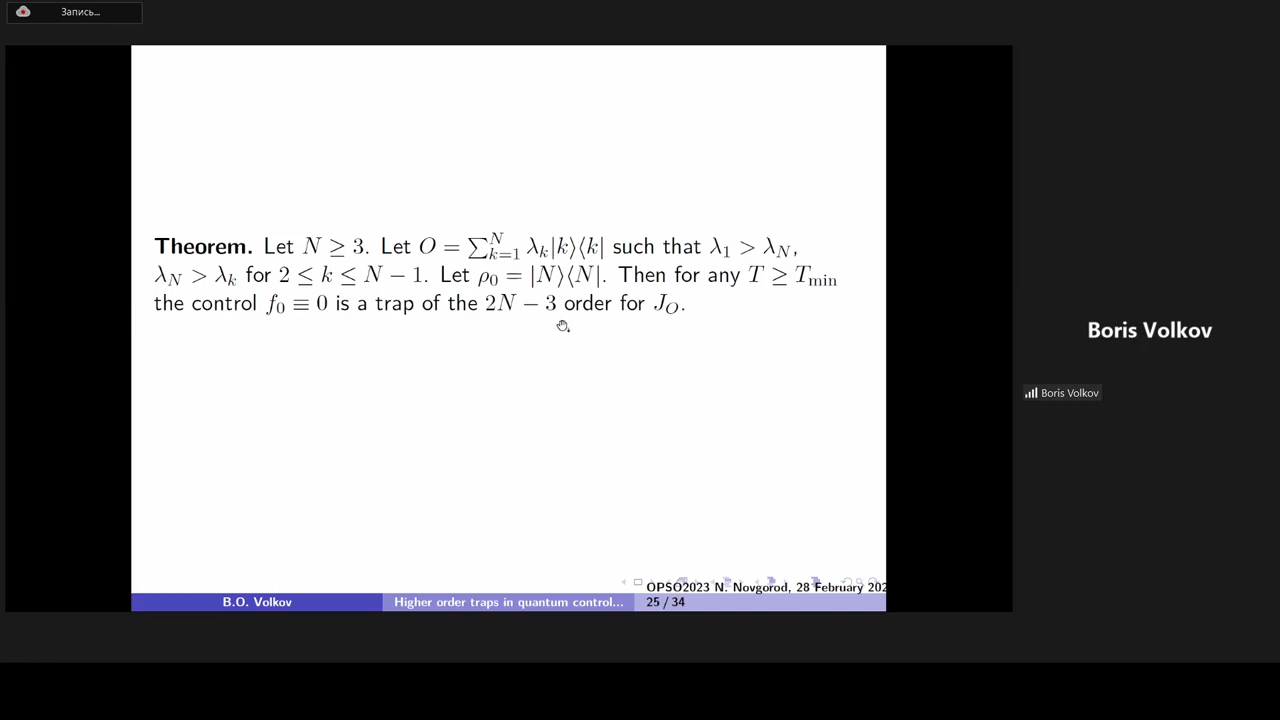 Запись...
Theorem. Let N ≥ 3. Let O = ∑_{k=1}^{N} λ_k|k⟩⟨k| such that λ_1 > λ_N,
λ_N > λ_k for 2 ≤ k ≤ N − 1. Let ρ_0 = |N⟩⟨N|. Then for any T ≥ T_min
the control f_0 ≡ 0 is a trap of the 2N − 3 order for J_O.
Boris Volkov
Boris Volkov
OPSO2023 N. Novgorod, 28 February 202
B.O. Volkov
Higher order traps in quantum control...
25 / 34